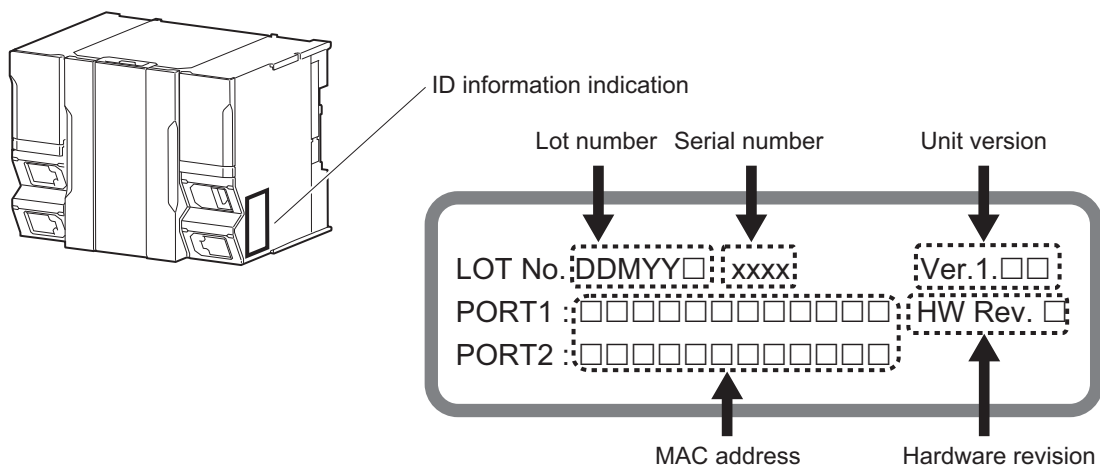 ID information indication
Lot number Serial number Unit version
LOT No. DDMYY□ xxxx Ver.1.□□
PORT1 : □□□□□□□□□□□□ HW Rev. □
PORT2 : □□□□□□□□□□□□
MAC address Hardware revision